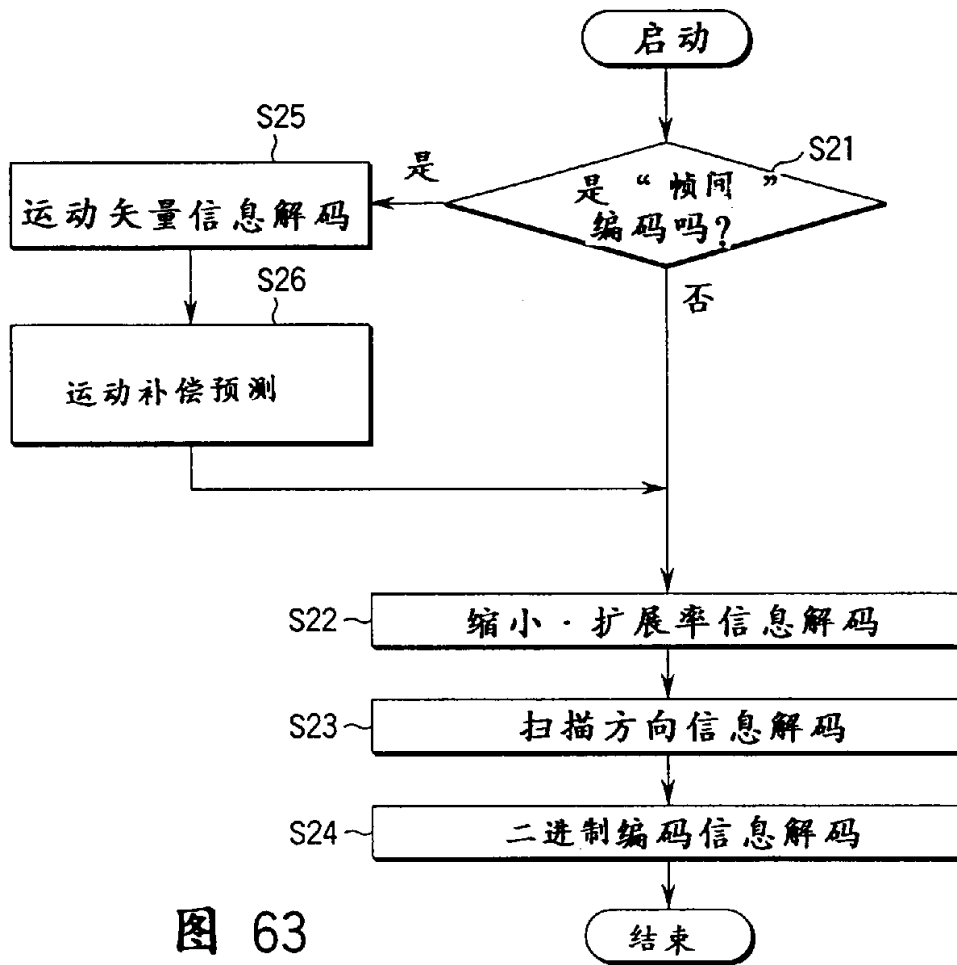 启动
S21
是“帧间”
编码吗?
是
否
S25
运动矢量信息解码
S26
运动补偿预测
S22
缩小·扩展率信息解码
S23
扫描方向信息解码
S24
二进制编码信息解码
结束
图 63